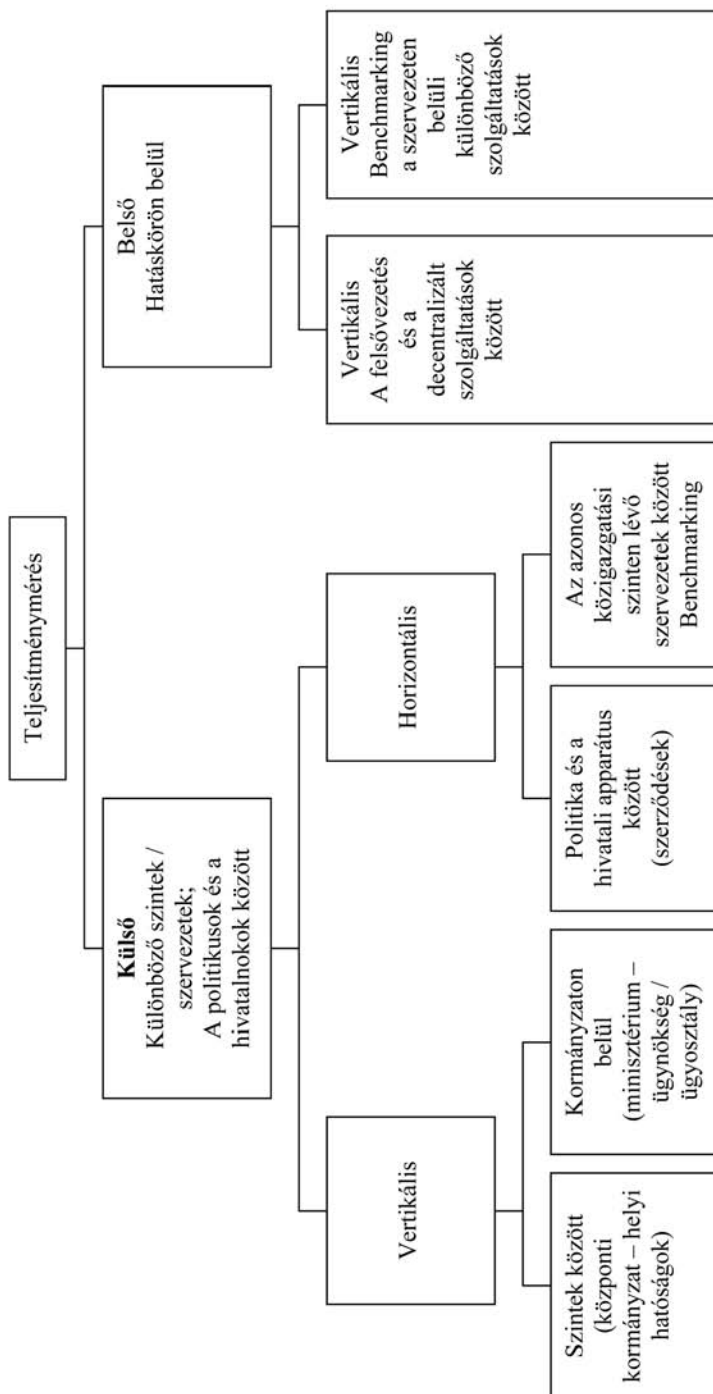 Teljesítménymérés
Külső
Különböző szintek /
szervezetek;
A politikusok és a
hivatalnokok között
Belső
Hatáskörön belül
Vertikális
Horizontális
Vertikális
A felsővezetés
és a
decentralizált
szolgáltatások
között
Vertikális
Benchmarking
a szervezeten
belüli
különböző
szolgáltatások
között
Szintek között
(központi
kormányzat – helyi
hatóságok)
Kormányzaton
belül
(minisztérium –
ügynökség /
ügyosztály)
Politika és a
hivatali apparátus
között
(szerződések)
Az azonos
közigazgatási
szinten lévő
szervezetek között
Benchmarking